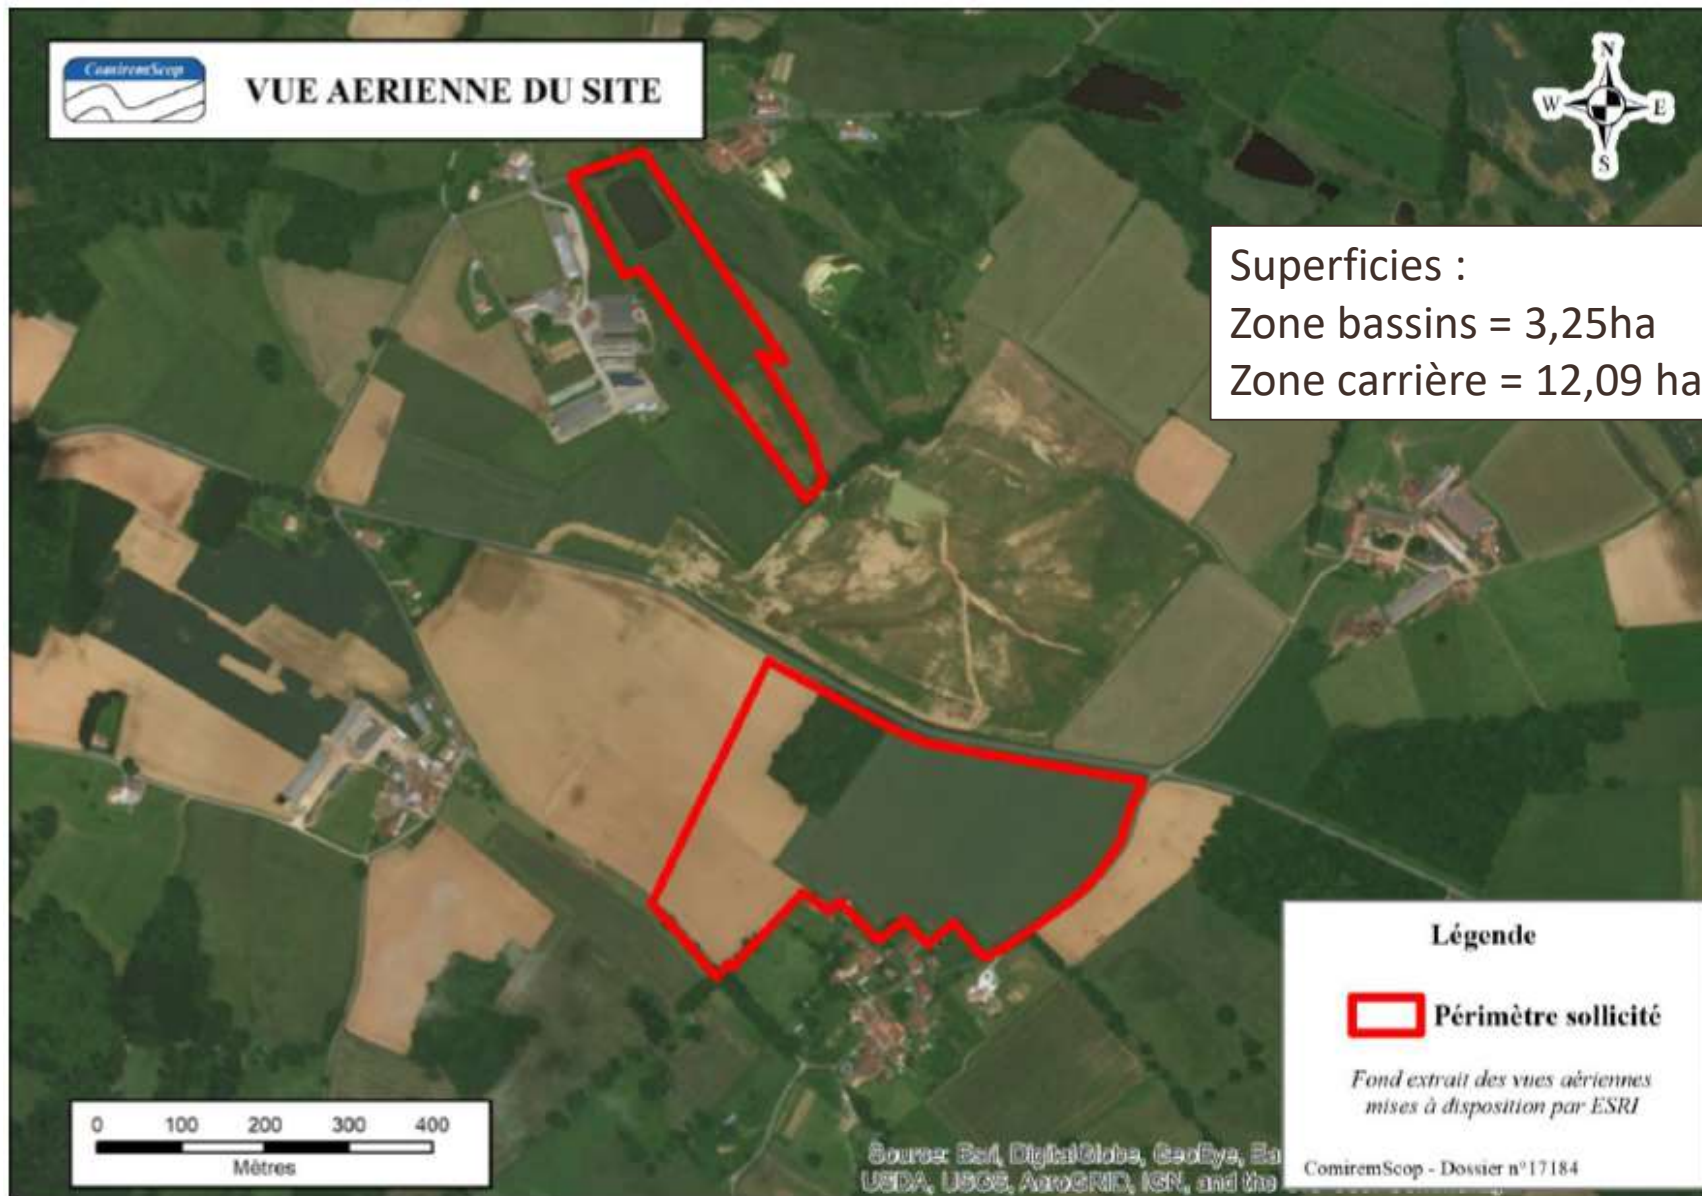 ComiremScop
VUE AERIENNE DU SITE
N
W E
S
Superficies :
Zone bassins = 3,25ha
Zone carrière = 12,09 ha
Légende
Périmètre sollicité
Fond extrait des vues aériennes
mises à disposition par ESRI
ComiremScop - Dossier n°17184
0 100 200 300 400
Mètres
Source: Esri, DigitalGlobe, GeoEye, Ea
USDA, USGS, AeroGRID, IGN, and the